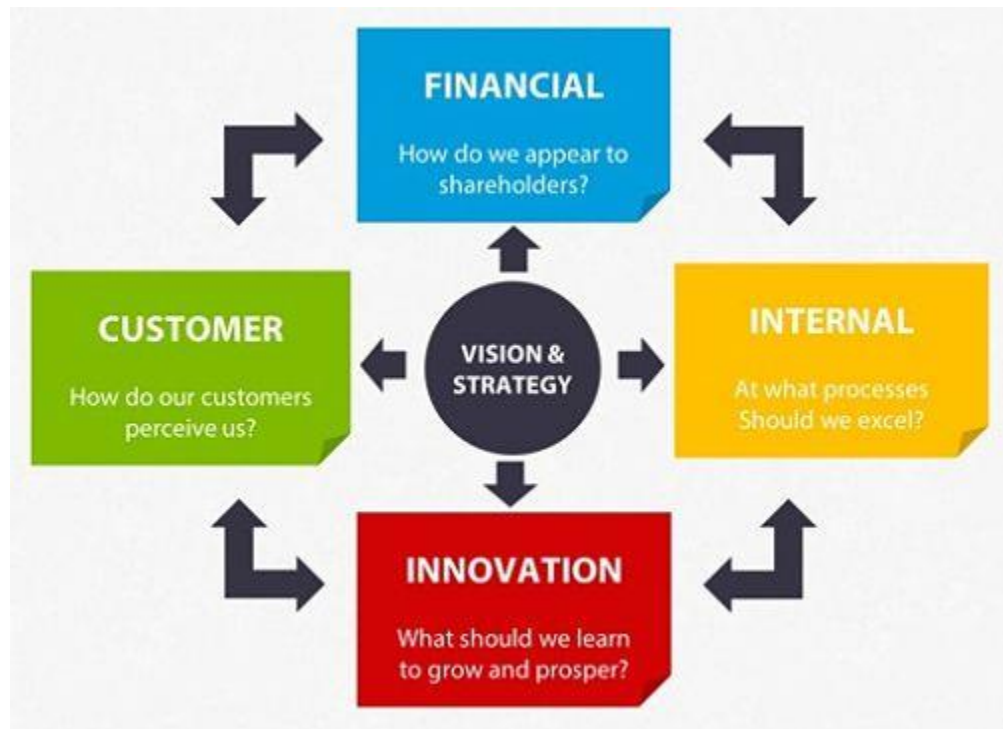 FINANCIAL
How do we appear to
shareholders?
CUSTOMER
How do our customers
perceive us?
VISION &
STRATEGY
INTERNAL
At what processes
Should we excel?
INNOVATION
What should we learn
to grow and prosper?